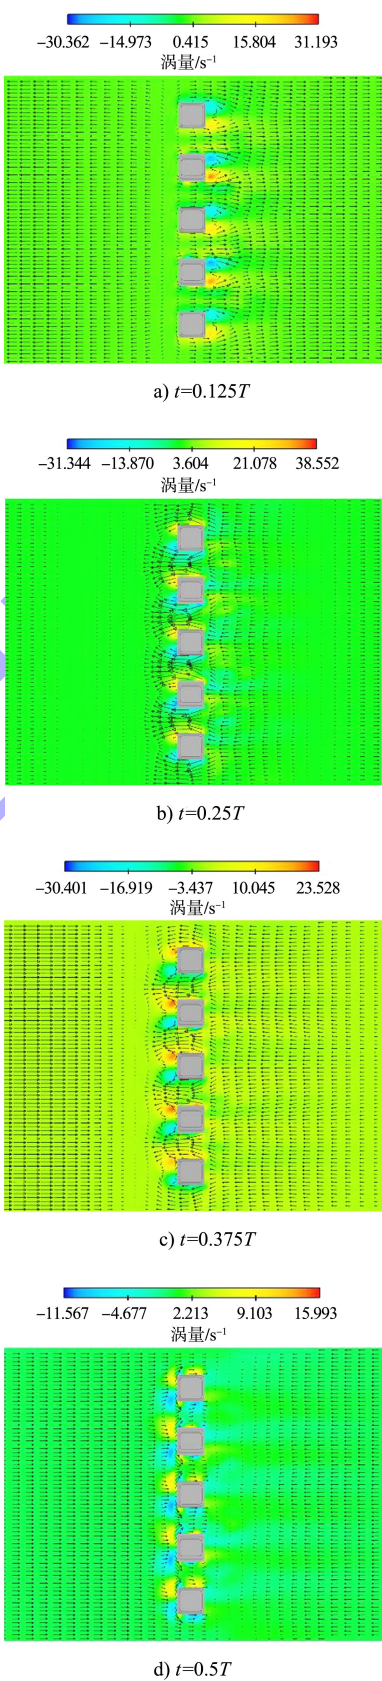 −30.362 −14.973 0.415 15.804 31.193
涡量/s⁻¹
a) t=0.125T
−31.344 −13.870 3.604 21.078 38.552
涡量/s⁻¹
b) t=0.25T
−30.401 −16.919 −3.437 10.045 23.528
涡量/s⁻¹
c) t=0.375T
−11.567 −4.677 2.213 9.103 15.993
涡量/s⁻¹
d) t=0.5T